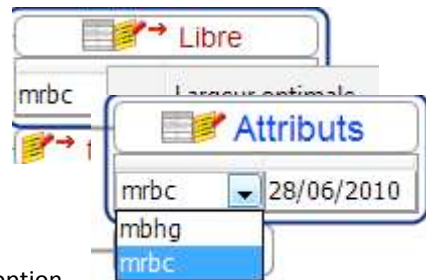 Libre
mrbc
Largeur optimale
Attributs
mrbc 28/06/2010
mbhg
mrbc